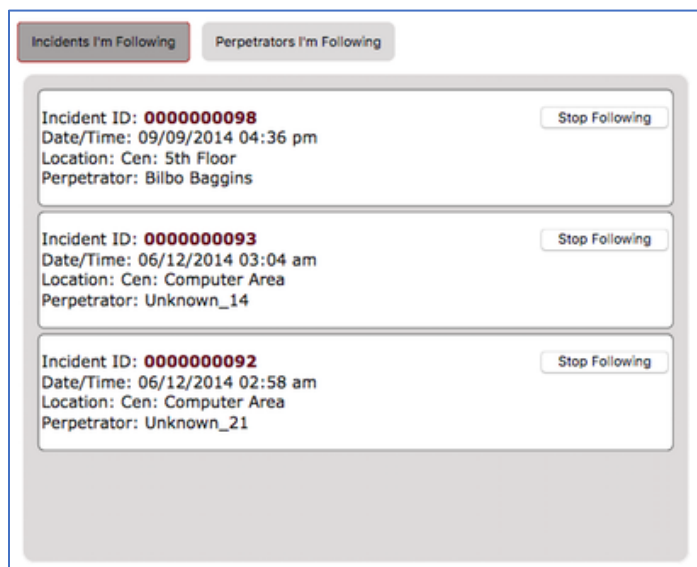 Incidents I'm Following
Perpetrators I'm Following
Incident ID: 0000000098
Stop Following
Date/Time: 09/09/2014 04:36 pm
Location: Cen: 5th Floor
Perpetrator: Bilbo Baggins
Incident ID: 0000000093
Stop Following
Date/Time: 06/12/2014 03:04 am
Location: Cen: Computer Area
Perpetrator: Unknown_14
Incident ID: 0000000092
Stop Following
Date/Time: 06/12/2014 02:58 am
Location: Cen: Computer Area
Perpetrator: Unknown_21